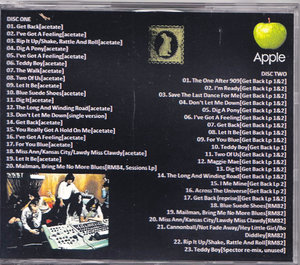 DISC ONE
01. Get Back[acetate]
02. I've Got A Feeling[acetate]
03. Rip It Up/Shake, Rattle And Roll[acetate]
04. Dig A Pony[acetate]
05. I've Got A Feeling[acetate]
06. Teddy Boy[acetate]
07. The Walk[acetate]
08. Two Of Us[acetate]
09. Let It Be[acetate]
10. Blue Suede Shoes[acetate]
11. Dig It[acetate]
12. The Long And Winding Road[acetate]
13. Don't Let Me Down[single version]
14. Get Back[acetate]
15. You Really Got A Hold On Me[acetate]
16. I've Got A Feeling[acetate]
17. For You Blue[acetate]
18. Miss Ann/Kansas City/Lawdy Miss Clawdy[acetate]
19. Let It Be[acetate]
20. Mailman, Bring Me No More Blues[RM84, Sessions Lp]
Apple
DISC TWO
01. The One After 909[Get Back Lp 1&2]
02. I'm Ready[Get Back Lp 1&2]
03. Save The Last Dance For Me[Get Back Lp 1&2]
04. Don't Let Me Down[Get Back Lp 1&2]
05. Dig A Pony[Get Back Lp 1&2]
06. I've Got A Feeling[Get Back Lp 1&2]
07. Get Back[Get Back Lp 1&2]
08. Let It Be[Get Back Lp 1&2]
09. For You Blue[Get Back Lp 1&2]
10. Teddy Boy[Get Back Lp 1]
11. Two Of Us[Get Back Lp 1&2]
12. Maggie Mae[Get Back Lp 1&2]
13. Dig It[Get Back Lp 1&2]
14. The Long And Winding Road[Get Back Lp 1&2]
15. I Me Mine[Get Back Lp 2]
16. Across The Universe[Get Back Lp 2]
17. Get Back(reprise)[Get Back Lp 1&2]
18. Blue Suede Shoes[RM82]
19. Mailman, Bring Me No More Blues[RM82]
20. Miss Ann/Kansas City/Lawdy Miss Clawdy[RM82]
21. Cannonball/Not Fade Away/Hey Little Girl/Bo
Diddley[RM82]
22. Rip It Up/Shake, Rattle And Roll[RM82]
23. Teddy Boy[Spector re-mix, unused]